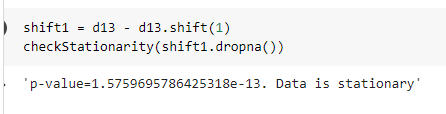 shift1 = d13 - d13.shift(1)
checkStationarity(shift1.dropna())
'p-value=1.5759695786425318e-13. Data is stationary'